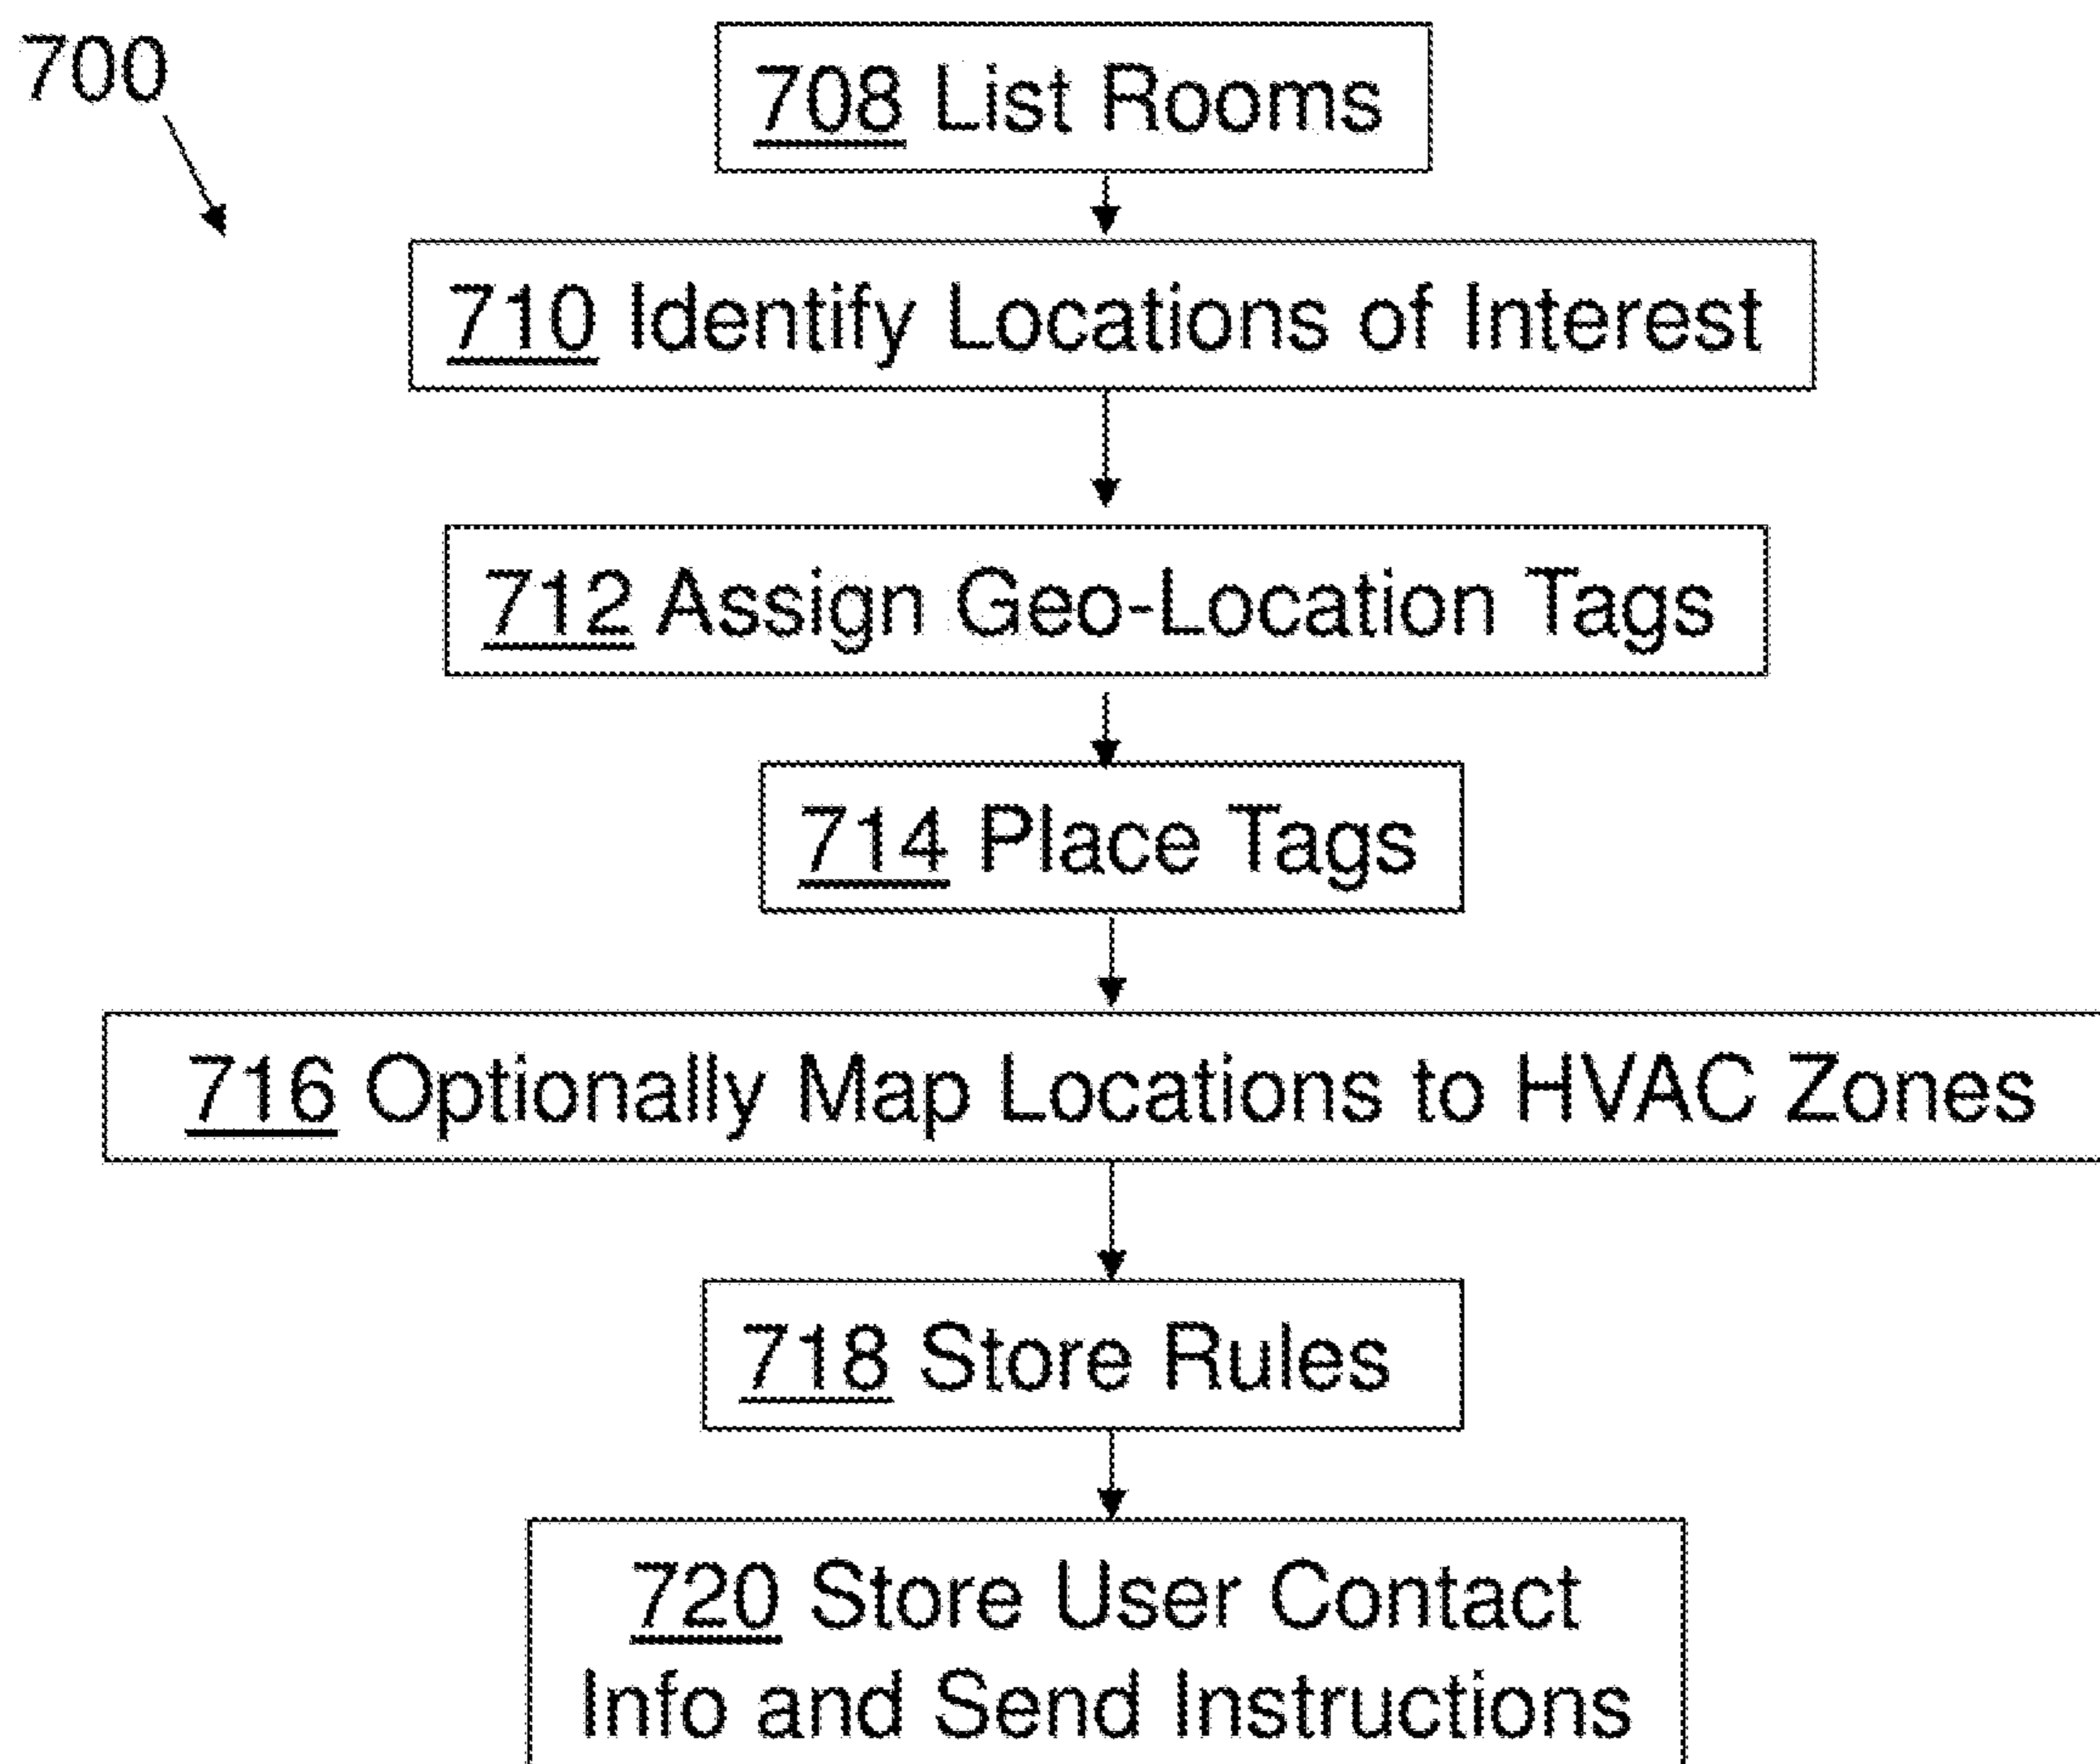 700
708 List Rooms
710 Identify Locations of Interest
712 Assign Geo-Location Tags
714 Place Tags
716 Optionally Map Locations to HVAC Zones
718 Store Rules
720 Store User Contact
Info and Send Instructions